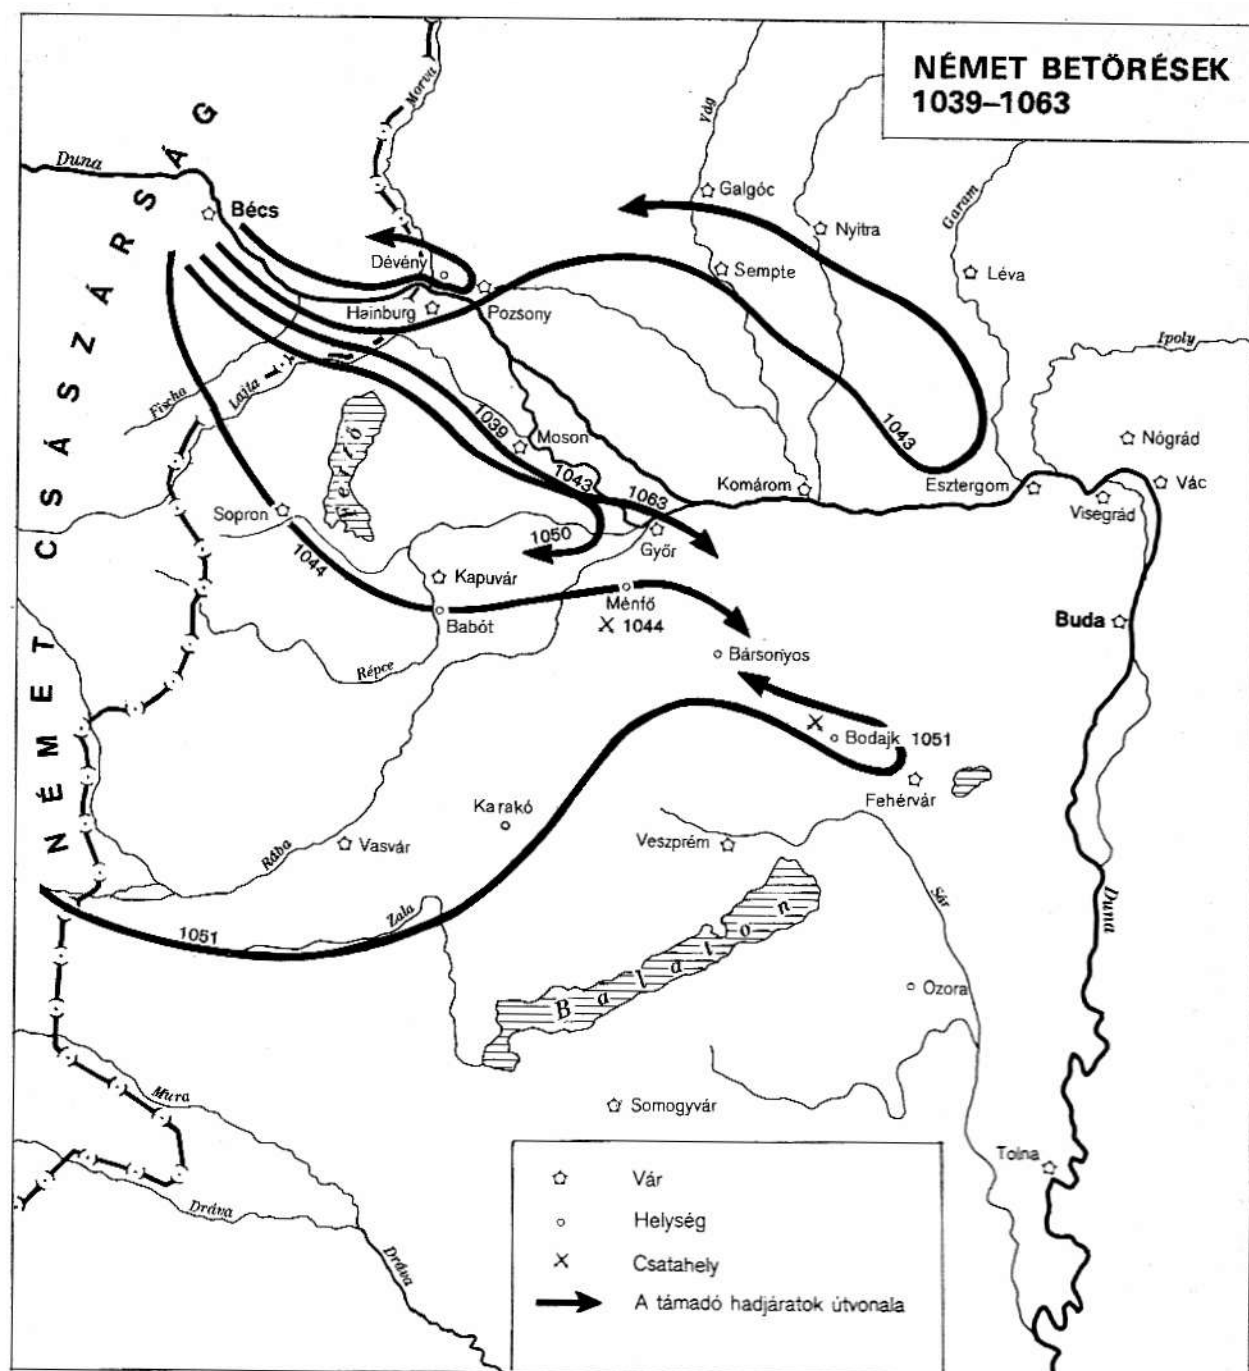 NÉMET BETÖRÉSEK
1039–1063
NÉMET CSÁSZÁRSÁG
Duna
Morva
Vág
Garam
Galgóc
Bécs
Nyitra
Dévény
Sempte
Léva
Hainburg
Pozsony
Ipoly
Fischa
Lajta
1039
Moson
1043
Nógrád
Fertő
1043
1063
Komárom
Esztergom
Vác
Visegrád
Sopron
1050
Győr
1044
Kapuvár
Ménfő
Babót
1044
Buda
Bársonyos
Répce
Bodajk 1051
Fehérvár
Karakó
Rába
Vasvár
Veszprém
Sár
Duna
Zala
1051
Balaton
Ozora
Mura
Somogyvár
Tolna
Dráva
Dráva
Vár
Helység
Csatahely
A támadó hadjáratok útvonala